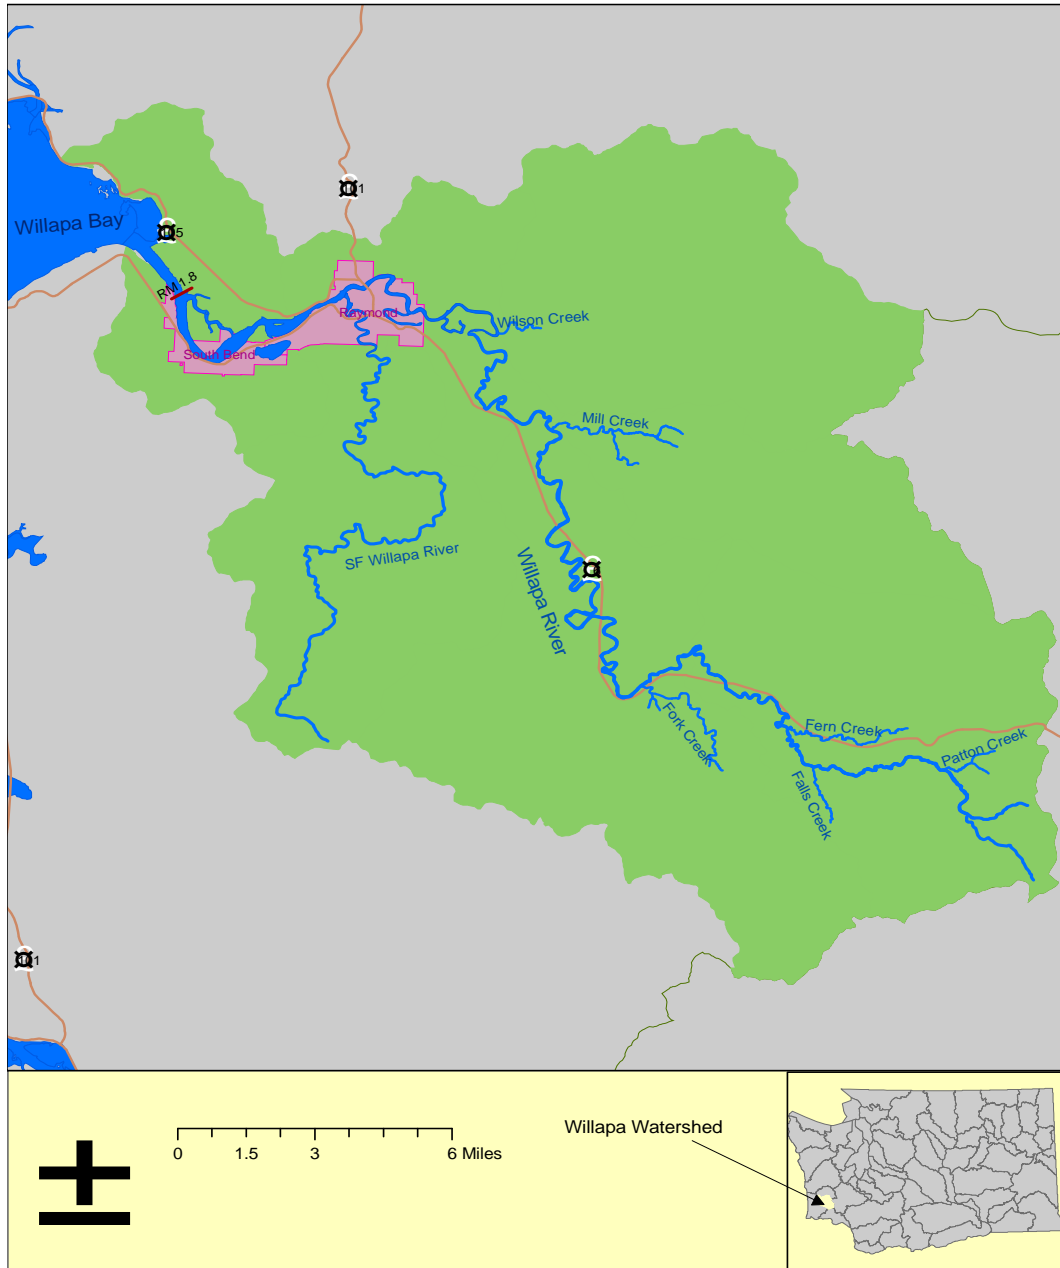 Willapa Bay
RM 1.8
Raymond
South Bend
Wilson Creek
Mill Creek
SF Willapa River
Willapa River
Fork Creek
Fern Creek
Patton Creek
Falls Creek
0 1.5 3 6 Miles
Willapa Watershed